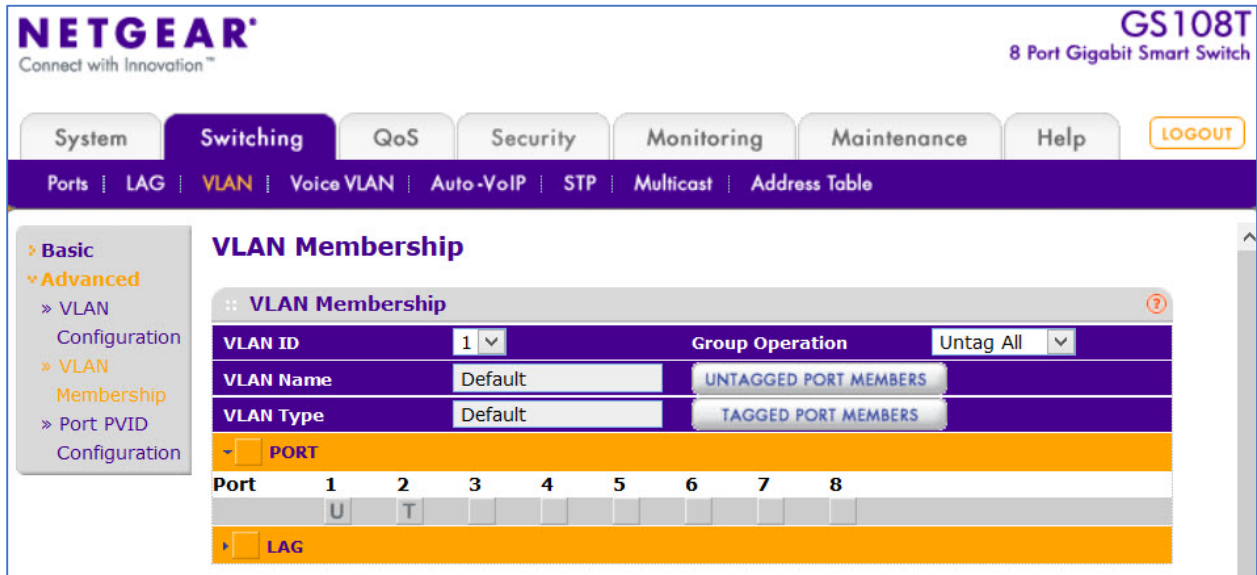 NETGEAR®
Connect with Innovation™
GS108T
8 Port Gigabit Smart Switch
System Switching QoS Security Monitoring Maintenance Help LOGOUT
Ports LAG VLAN Voice VLAN Auto-VoIP STP Multicast Address Table
Basic
Advanced
» VLAN
Configuration
» VLAN
Membership
» Port PVID
Configuration
VLAN Membership
VLAN Membership ?
VLAN ID 1 Group Operation Untag All
VLAN Name Default UNTAGGED PORT MEMBERS
VLAN Type Default TAGGED PORT MEMBERS
PORT
Port 1 2 3 4 5 6 7 8
U T
LAG